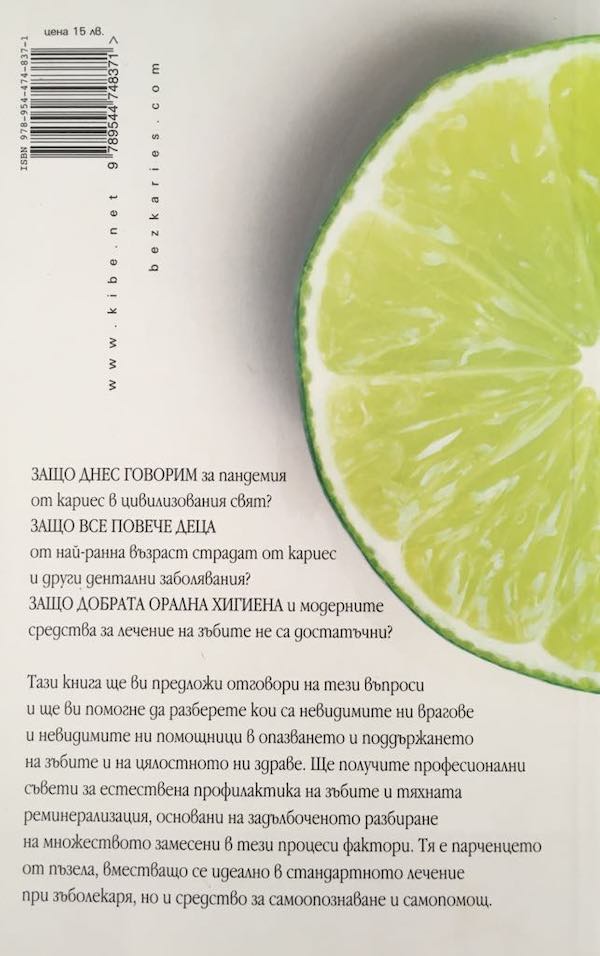 цена 15 лв.
ISBN 978-954-474-837-1
9 789544 748371 >
www.kibe.net
bezkaries.com
ЗАЩО ДНЕС ГОВОРИМ за пандемия
от кариес в цивилизования свят?
ЗАЩО ВСЕ ПОВЕЧЕ ДЕЦА
от най-ранна възраст страдат от кариес
и други дентални заболявания?
ЗАЩО ДОБРАТА ОРАЛНА ХИГИЕНА и модерните
средства за лечение на зъбите не са достатъчни?
Тази книга ще ви предложи отговори на тези въпроси
и ще ви помогне да разберете кои са невидимите ни врагове
и невидимите ни помощници в опазването и поддържането
на зъбите и на цялостното ни здраве. Ще получите професионални
съвети за естествена профилактика на зъбите и тяхната
реминерализация, основани на задълбоченото разбиране
на множеството замесени в тези процеси фактори. Тя е парченцето
от пъзела, вместващо се идеално в стандартното лечение
при зъболекаря, но и средство за самоопознаване и самопомощ.